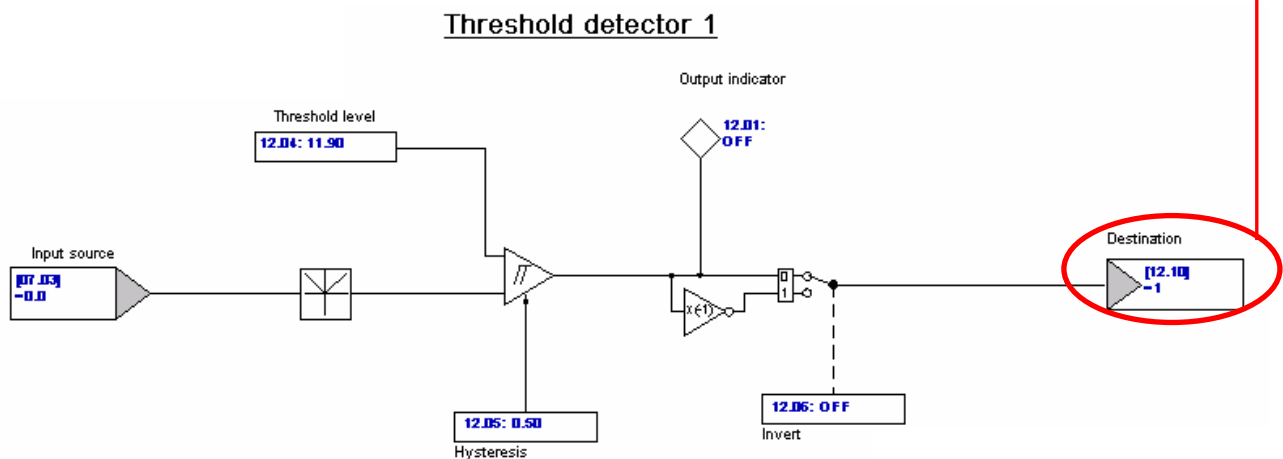 Threshold detector 1
Output indicator
12.01:
OFF
Threshold level
12.04: 11.90
Input source
[07.03]
=0.0
x(-1)
0
1
Destination
[12.10]
=1
12.05: 0.50
Hysteresis
12.06: OFF
Invert